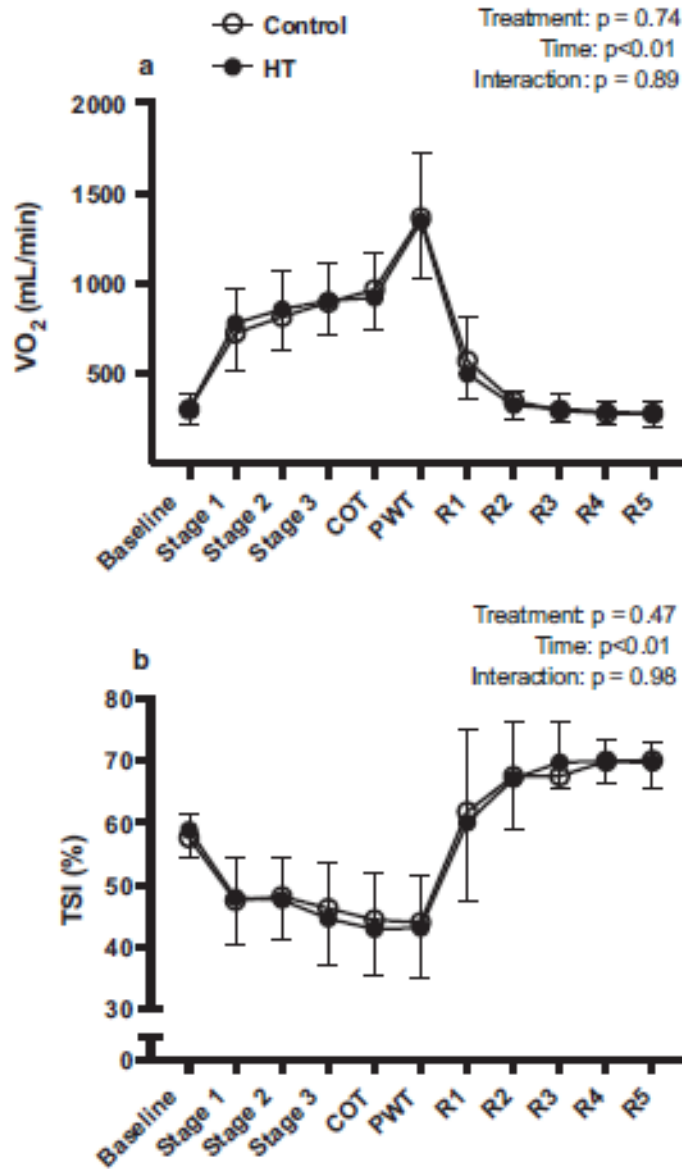 Control
HT
Treatment: p = 0.74
Time: p<0.01
Interaction: p = 0.89
a
2000
1500
1000
500
VO2 (mL/min)
Baseline
Stage 1
Stage 2
Stage 3
COT
PWT
R1
R2
R3
R4
R5
Treatment: p = 0.47
Time: p<0.01
Interaction: p = 0.98
b
80
70
60
50
40
30
0
TSI (%)
Baseline
Stage 1
Stage 2
Stage 3
COT
PWT
R1
R2
R3
R4
R5